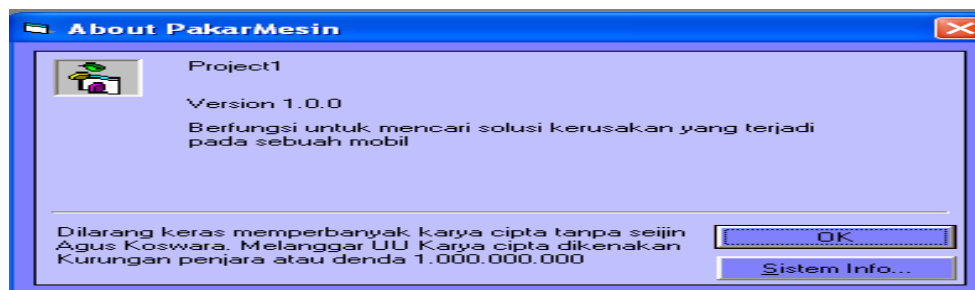 About PakarMesin
Project1
Version 1.0.0
Berfungsi untuk mencari solusi kerusakan yang terjadi
pada sebuah mobil
Dilarang keras memperbanyak karya cipta tanpa seijin
Agus Koswara. Melanggar UU Karya cipta dikenakan
Kurungan penjara atau denda 1.000.000.000
OK
Sistem Info...